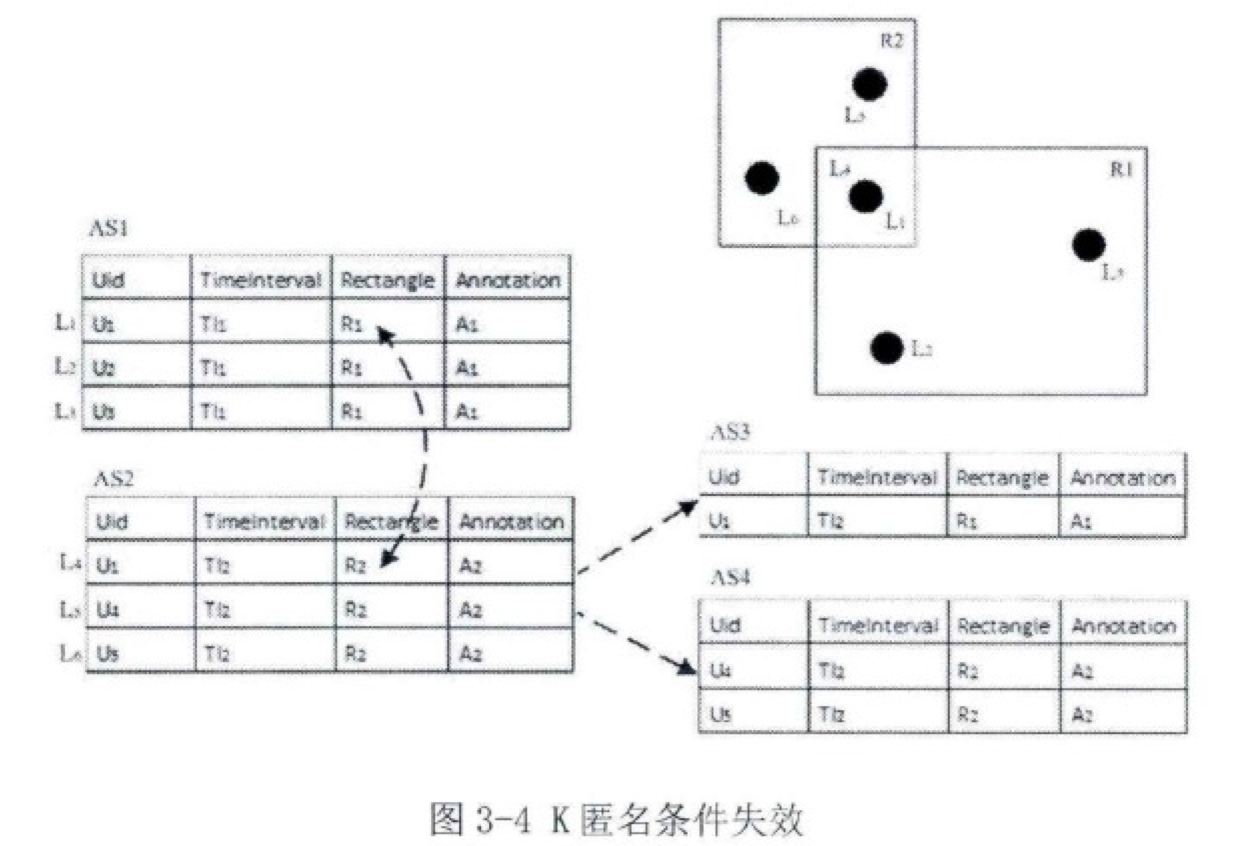 R2
L₅
L₄
R1
L₆
L₁
L₃
L₂
AS1
Uid TimeInterval Rectangle Annotation
L₁ U₁ TI₁ R₁ A₁
L₂ U₂ TI₁ R₁ A₁
L₃ U₃ TI₁ R₁ A₁
AS2
Uid TimeInterval Rectangle Annotation
L₄ U₁ TI₂ R₂ A₂
L₅ U₄ TI₂ R₂ A₂
L₆ U₅ TI₂ R₂ A₂
AS3
Uid TimeInterval Rectangle Annotation
U₁ TI₂ R₁ A₁
AS4
Uid TimeInterval Rectangle Annotation
U₄ TI₂ R₂ A₂
U₅ TI₂ R₂ A₂
图 3-4 K 匿名条件失效